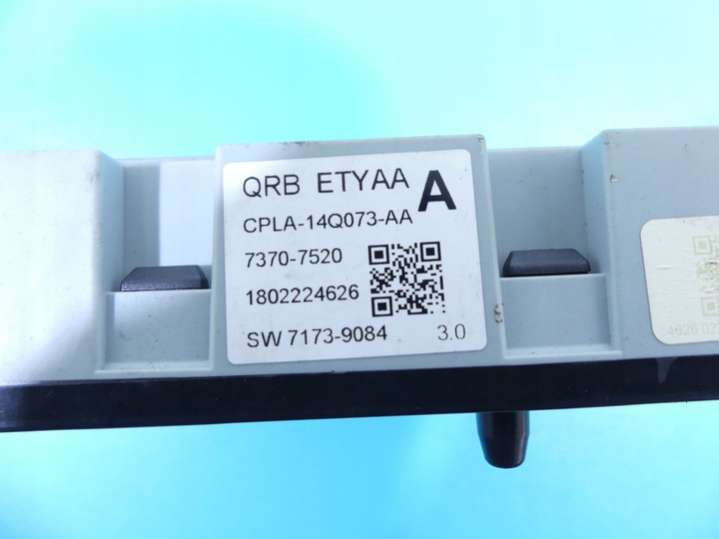 QRB ETYAA A
CPLA-14Q073-AA
7370-7520
1802224626
SW 7173-9084 3.0